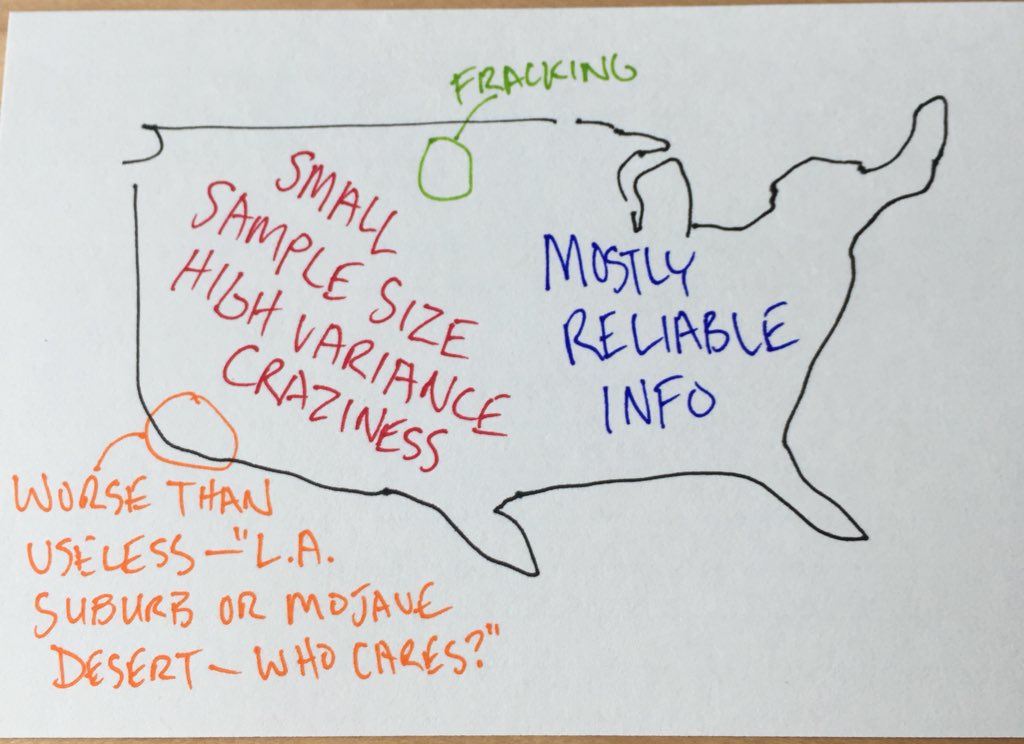 FRACKING
SMALL
SAMPLE SIZE
HIGH VARIANCE
CRAZINESS
MOSTLY
RELIABLE
INFO
WORSE THAN
USELESS — "L.A.
SUBURB OR MOJAVE
DESERT — WHO CARES?"